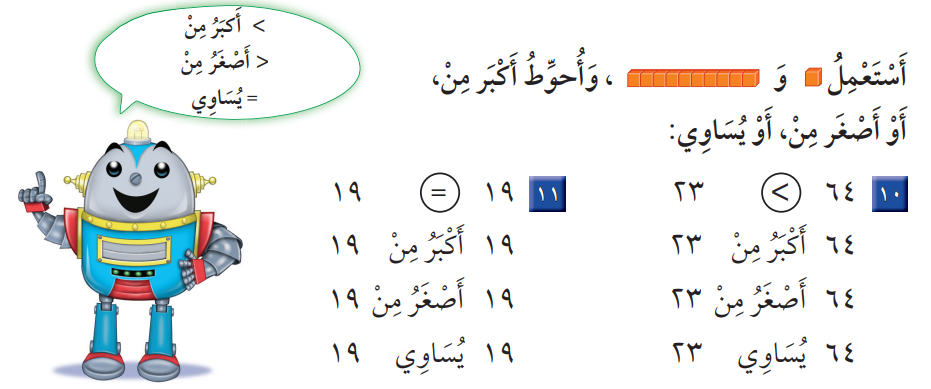 < أَكبَرُ مِنْ
> أَصْغَرُ مِنْ
= يُسَاوِي
أَسْتَعْمِلُ وَ ، وَأُحوِّطُ أَكْبَر مِنْ،
أَوْ أَصْغَر مِنْ، أَوْ يُسَاوِي:
١٠ ٦٤ < ٢٣
٦٤ أَكْبَرُ مِنْ ٢٣
٦٤ أَصْغَرُ مِنْ ٢٣
٦٤ يُسَاوِي ٢٣
١١ ١٩ = ١٩
١٩ أَكْبَرُ مِنْ ١٩
١٩ أَصْغَرُ مِنْ ١٩
١٩ يُسَاوِي ١٩